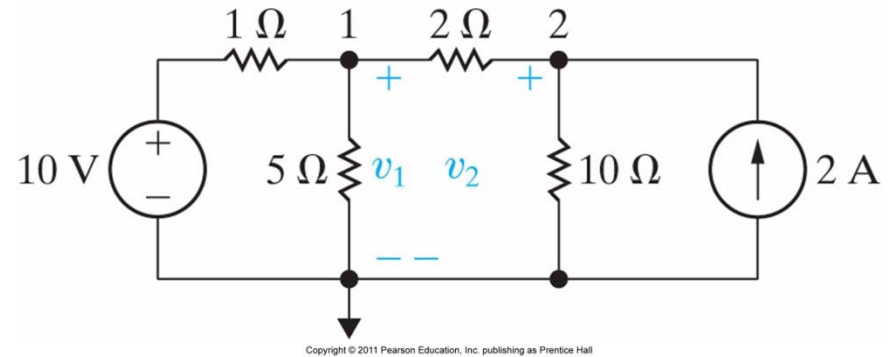 1 Ω 1 2 Ω 2
+ +
10 V + − 5 Ω v₁ v₂ 10 Ω 2 A
− −
Copyright © 2011 Pearson Education, Inc. publishing as Prentice Hall